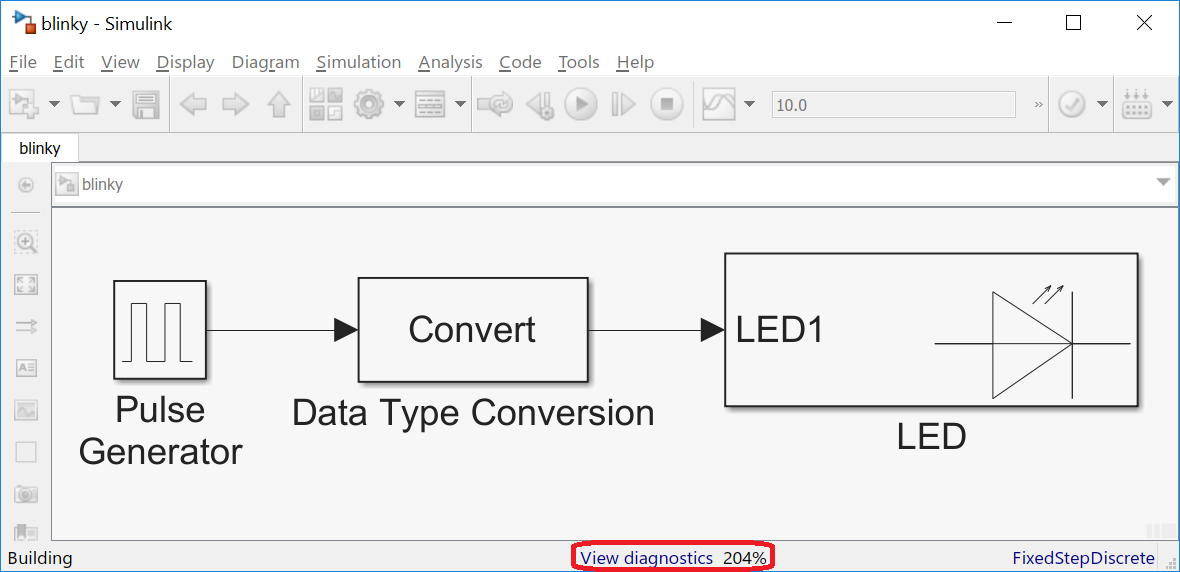 blinky - Simulink
File Edit View Display Diagram Simulation Analysis Code Tools Help
10.0 »
blinky
blinky
Convert
LED1
Pulse
Generator
Data Type Conversion
LED
Building View diagnostics 204% FixedStepDiscrete